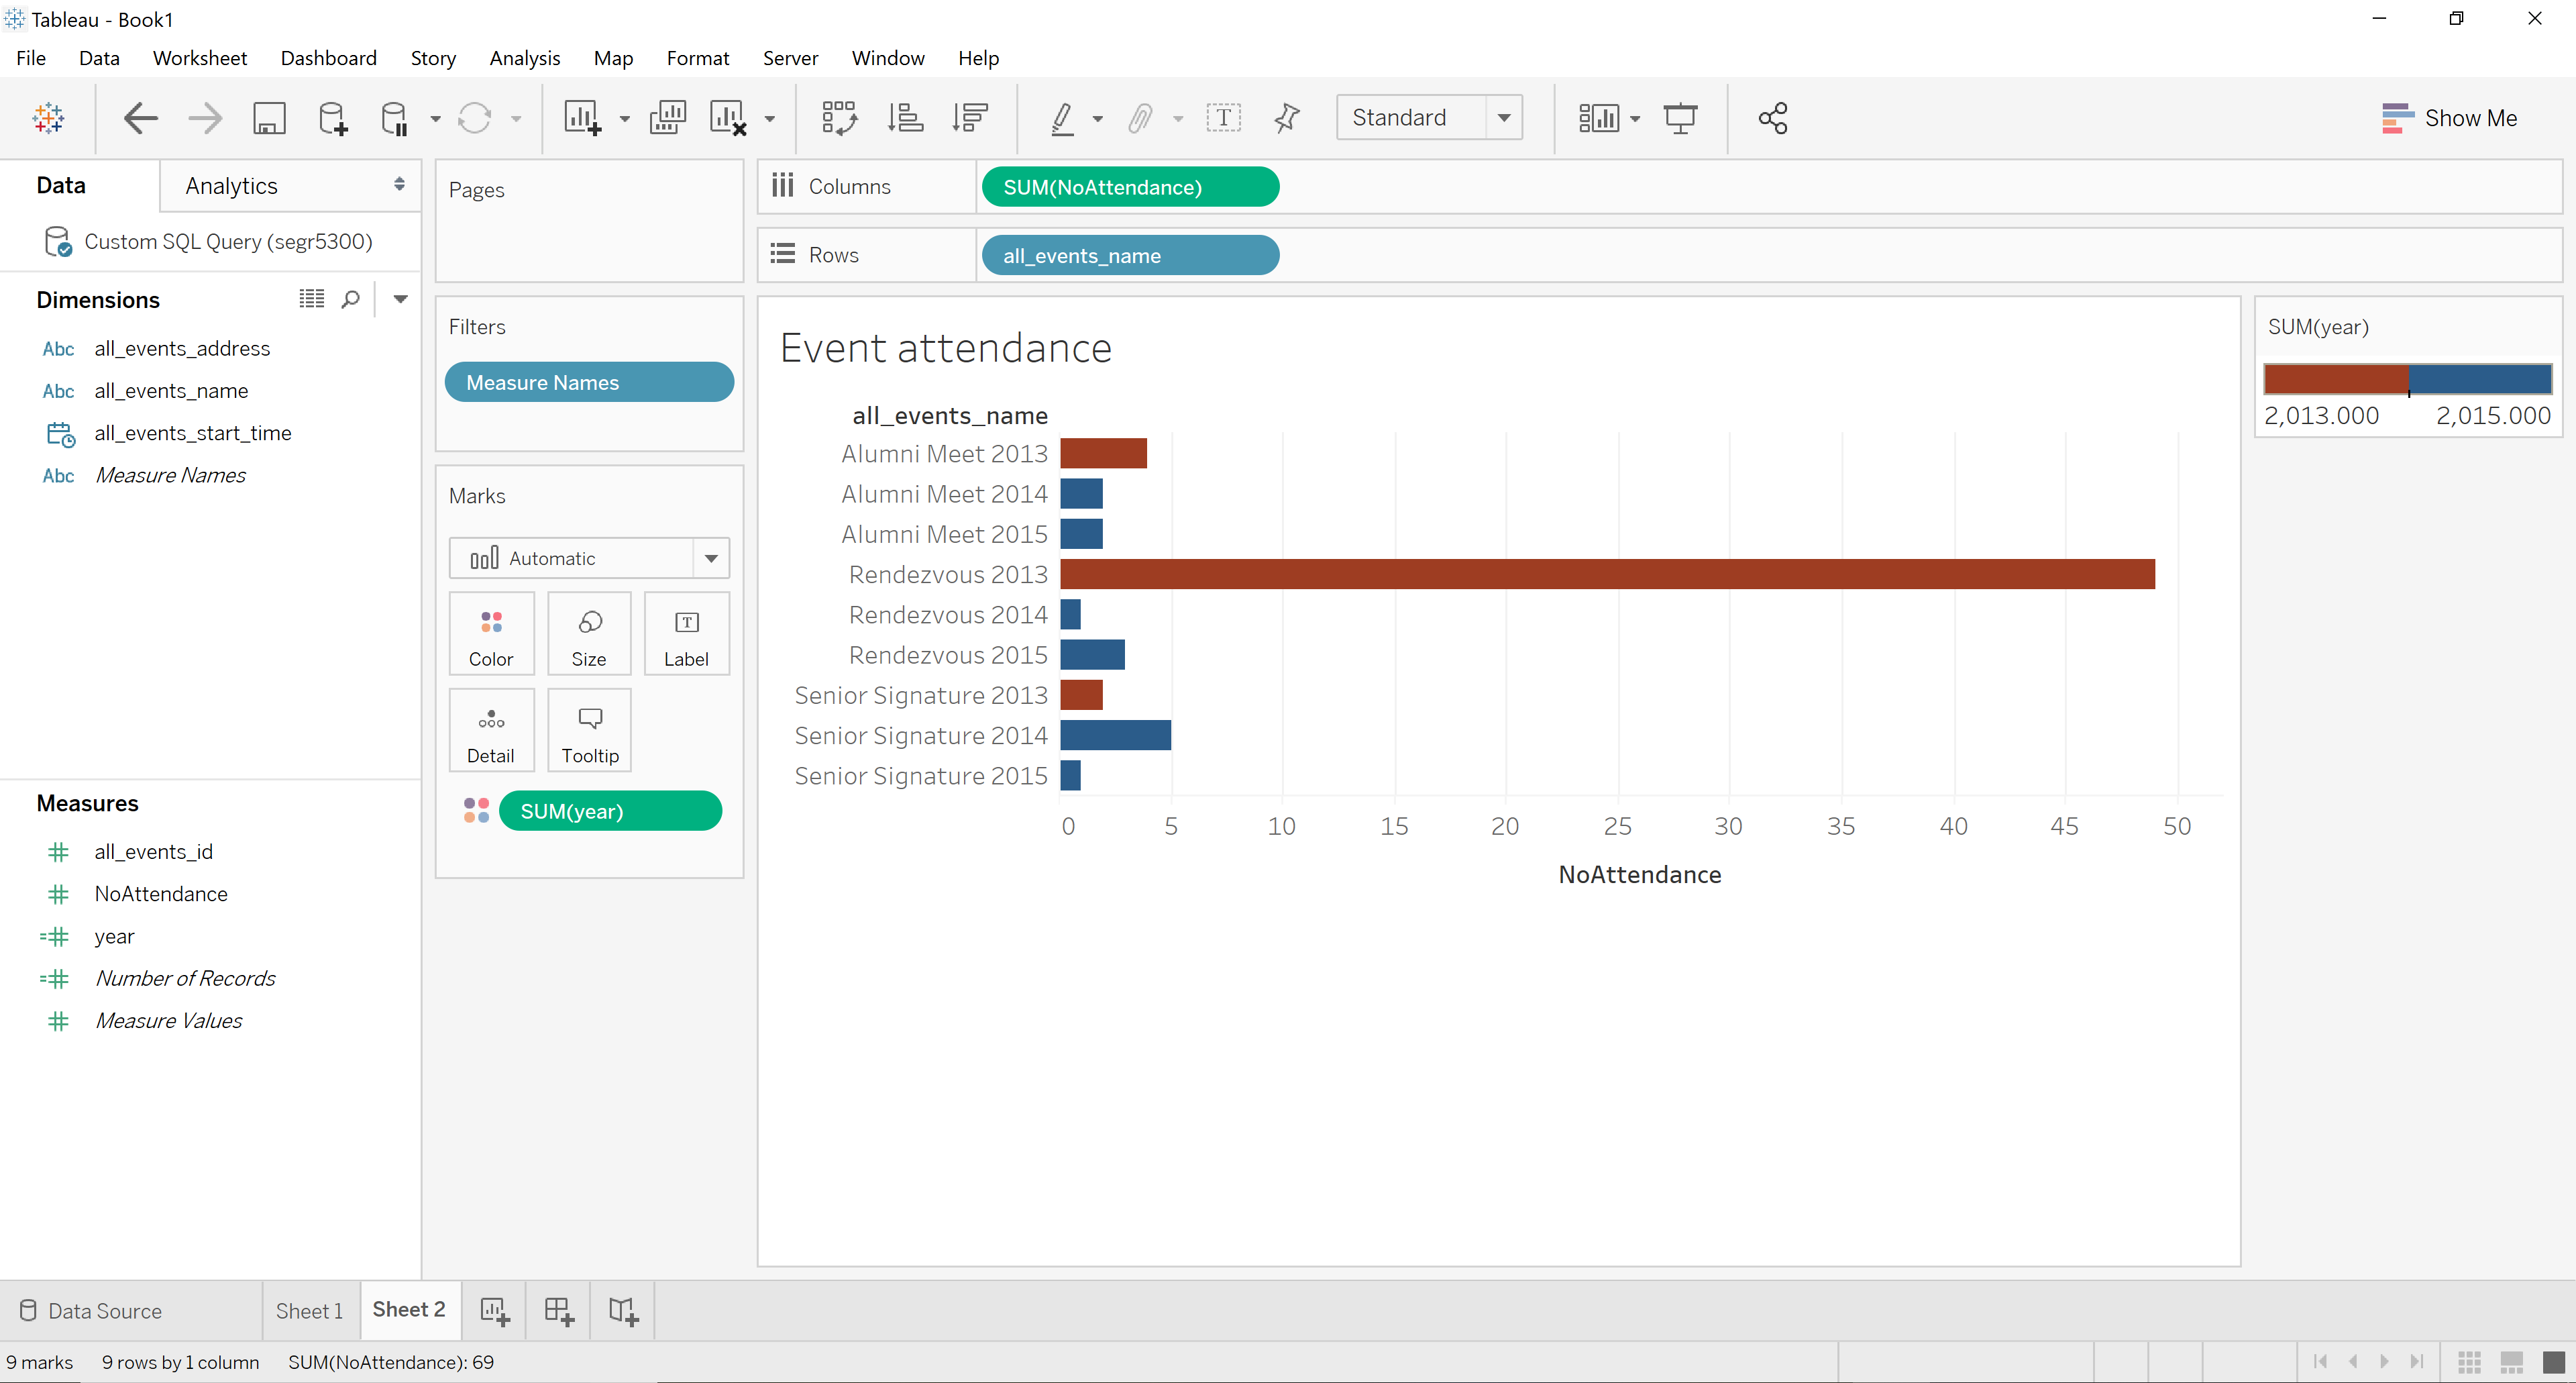 Tableau - Book1
File Data Worksheet Dashboard Story Analysis Map Format Server Window Help
T Standard Show Me
Data Analytics
Custom SQL Query (segr5300)
Dimensions
Abc all_events_address
Abc all_events_name
all_events_start_time
Abc Measure Names
Measures
all_events_id
NoAttendance
year
Number of Records
Measure Values
Pages
Filters
Measure Names
Marks
Automatic
Color Size T Label
Detail Tooltip
SUM(year)
Columns SUM(NoAttendance)
Rows all_events_name
Event attendance
all_events_name
Alumni Meet 2013
Alumni Meet 2014
Alumni Meet 2015
Rendezvous 2013
Rendezvous 2014
Rendezvous 2015
Senior Signature 2013
Senior Signature 2014
Senior Signature 2015
0 5 10 15 20 25 30 35 40 45 50
NoAttendance
SUM(year)
2,013.000 2,015.000
Data Source Sheet 1 Sheet 2
9 marks 9 rows by 1 column SUM(NoAttendance): 69